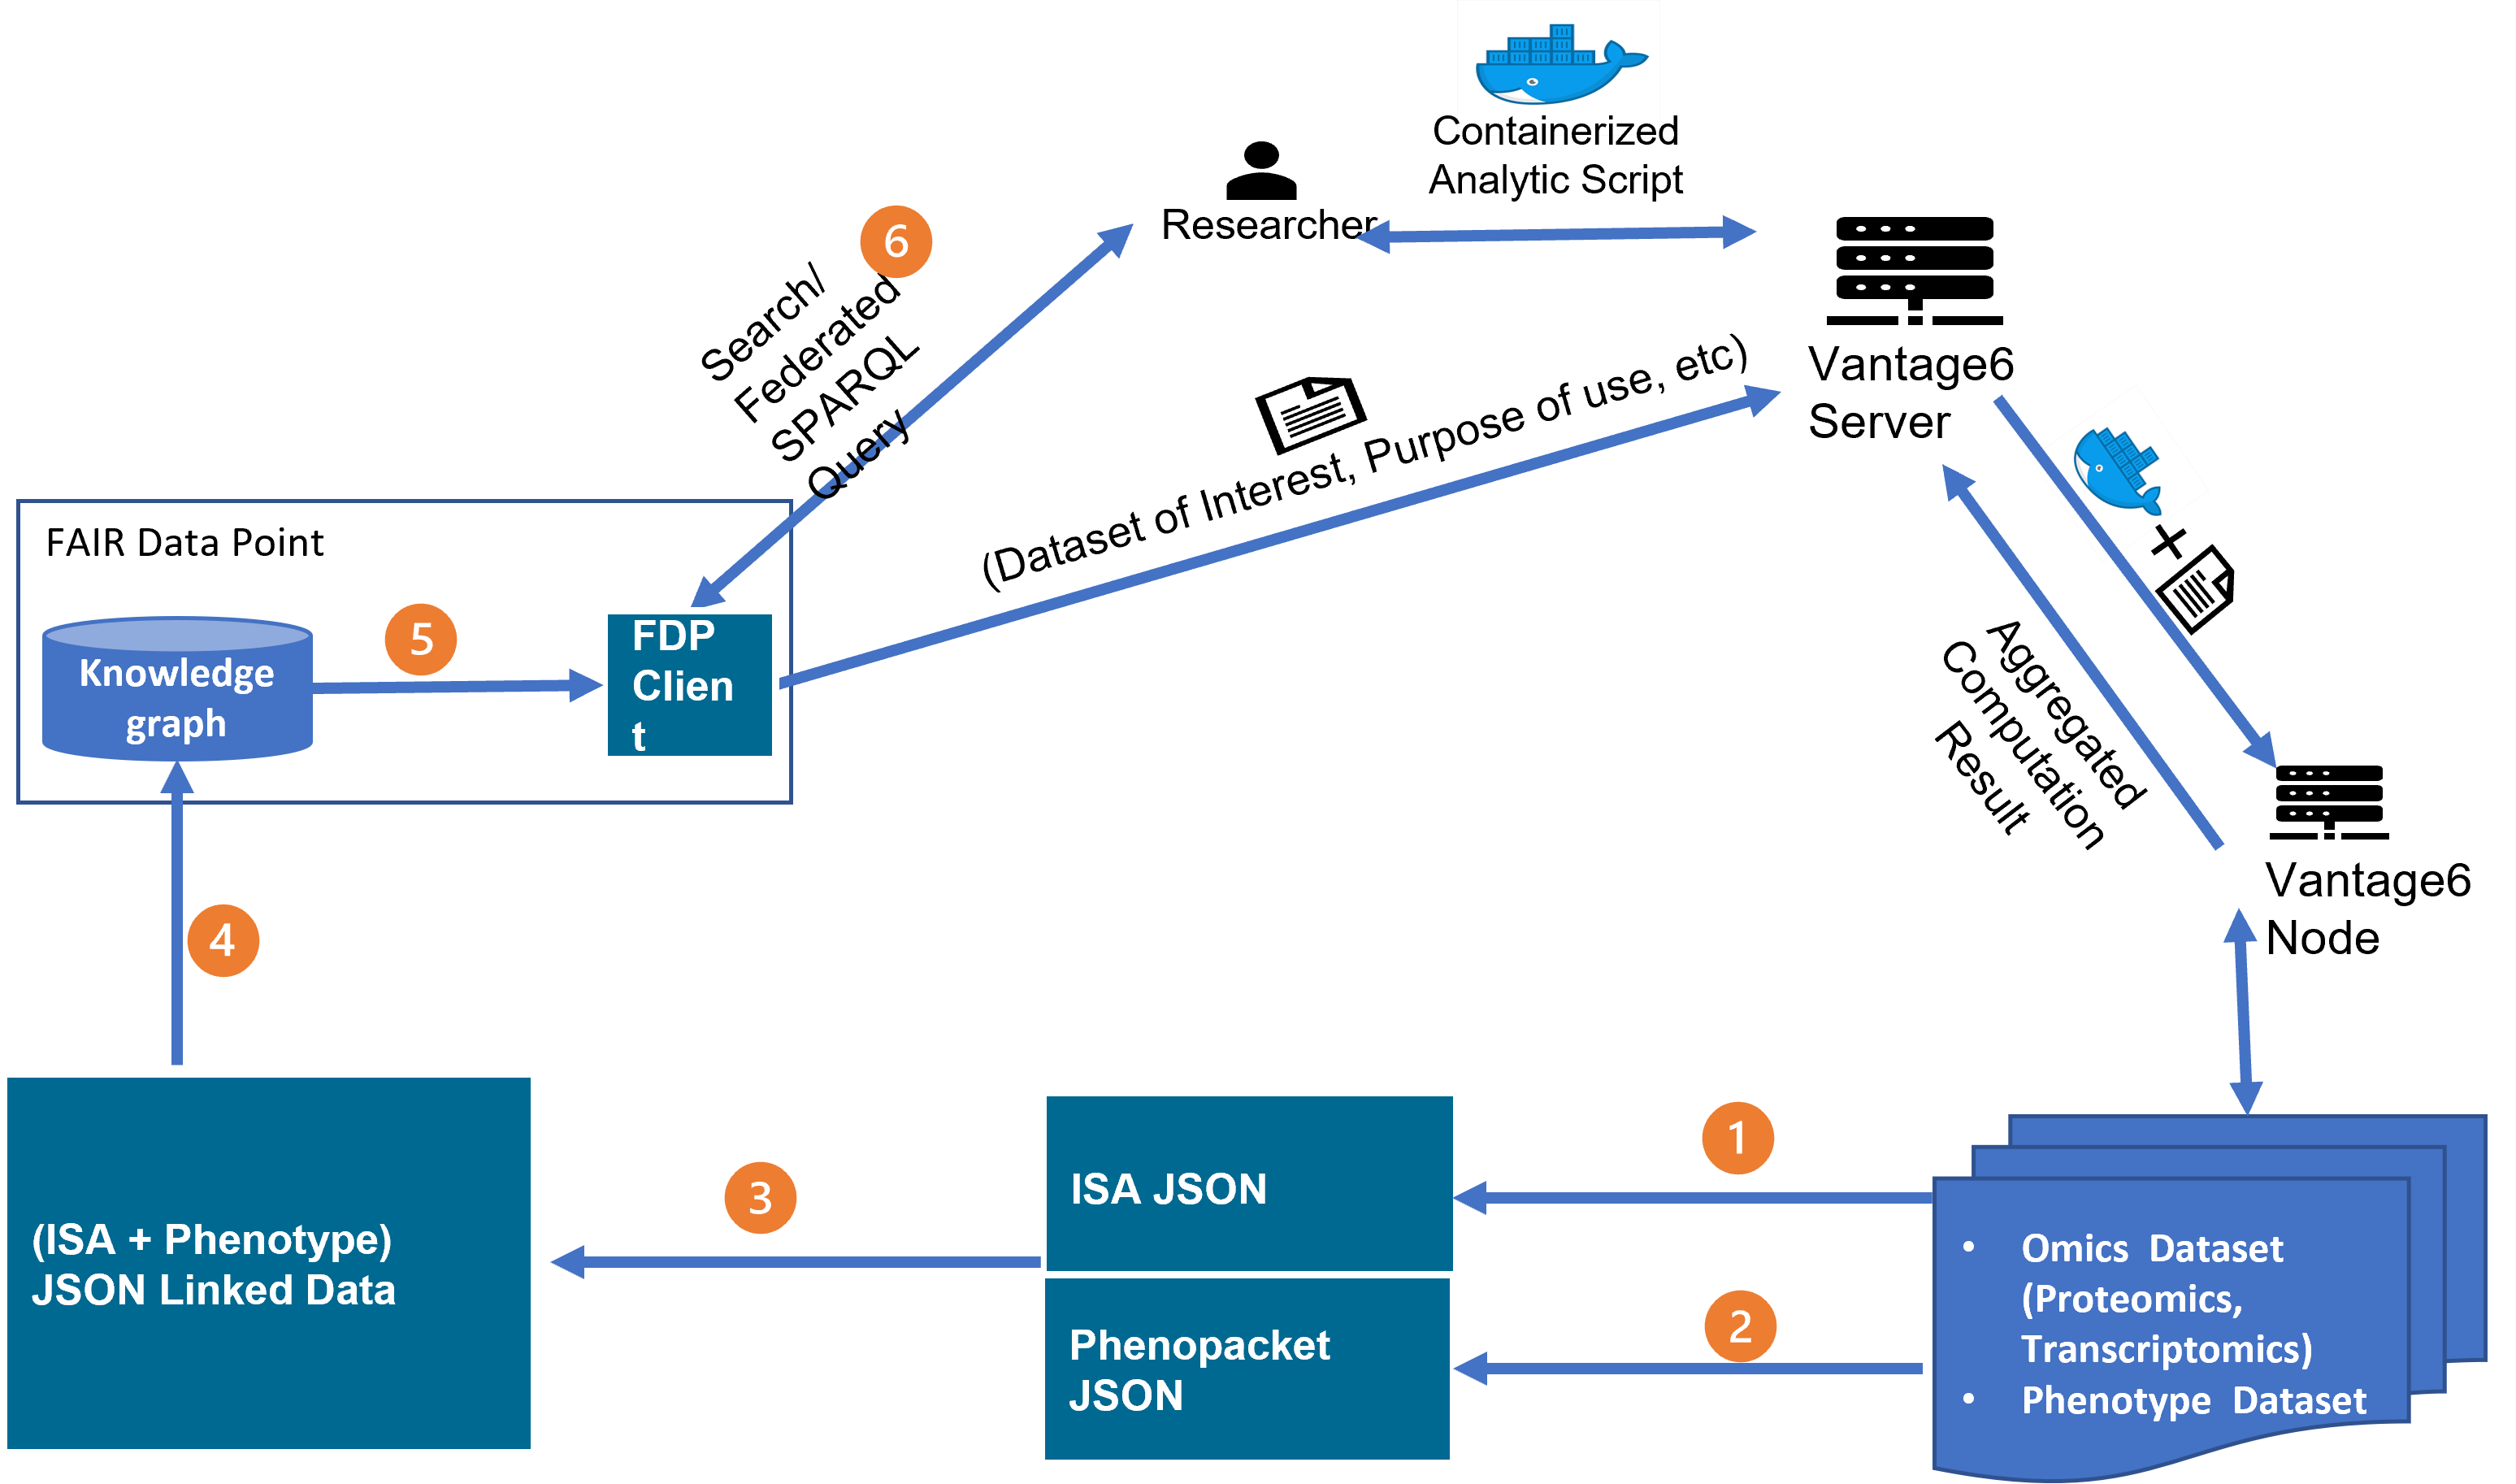 Containerized
Analytic Script
Researcher
6
Search/
Federated
SPARQL
Query
Vantage6
Server
(Dataset of Interest, Purpose of use, etc)
+
FAIR Data Point
Knowledge
graph
5
FDP
Clien
t
Aggregated
Computation
Result
Vantage6
Node
4
(ISA + Phenotype)
JSON Linked Data
3
ISA JSON
Phenopacket
JSON
1
2
• Omics Dataset
(Proteomics,
Transcriptomics)
• Phenotype Dataset